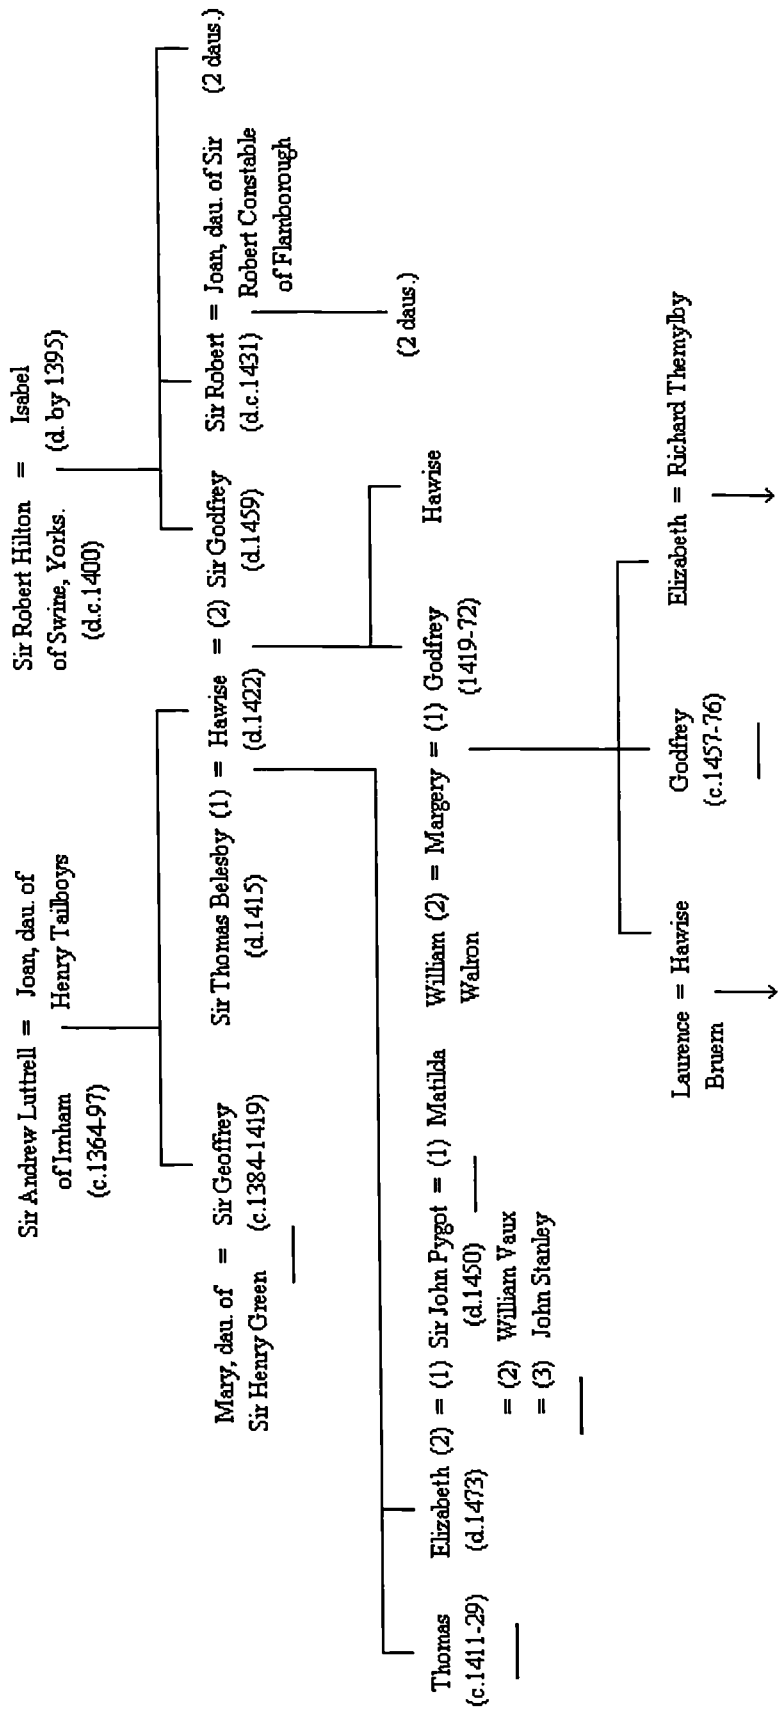 Sir Andrew Luttrell = Joan, dau. of
of Irnham Henry Tailboys
(c.1364-97)
Sir Robert Hilton = Isabel
of Swine, Yorks. (d. by 1395)
(d.c.1400)
Mary, dau. of = Sir Geoffrey
Sir Henry Green (c.1384-1419)
Sir Thomas Belesby (1) = Hawise = (2) Sir Godfrey
(d.1415) (d.1422) (d.1459)
Sir Robert = Joan, dau. of Sir
(d.c.1431) Robert Constable
of Flamborough
(2 daus.)
Thomas
(c.1411-29)
Elizabeth (2) = (1) Sir John Pygot = (1) Matilda
(d.1473) (d.1450)
= (2) William Vaux
= (3) John Stanley
William (2) = Margery = (1) Godfrey
Walron (1419-72)
Hawise
(2 daus.)
Laurence = Hawise
Bruern
Godfrey
(c.1457-76)
Elizabeth = Richard Themylby